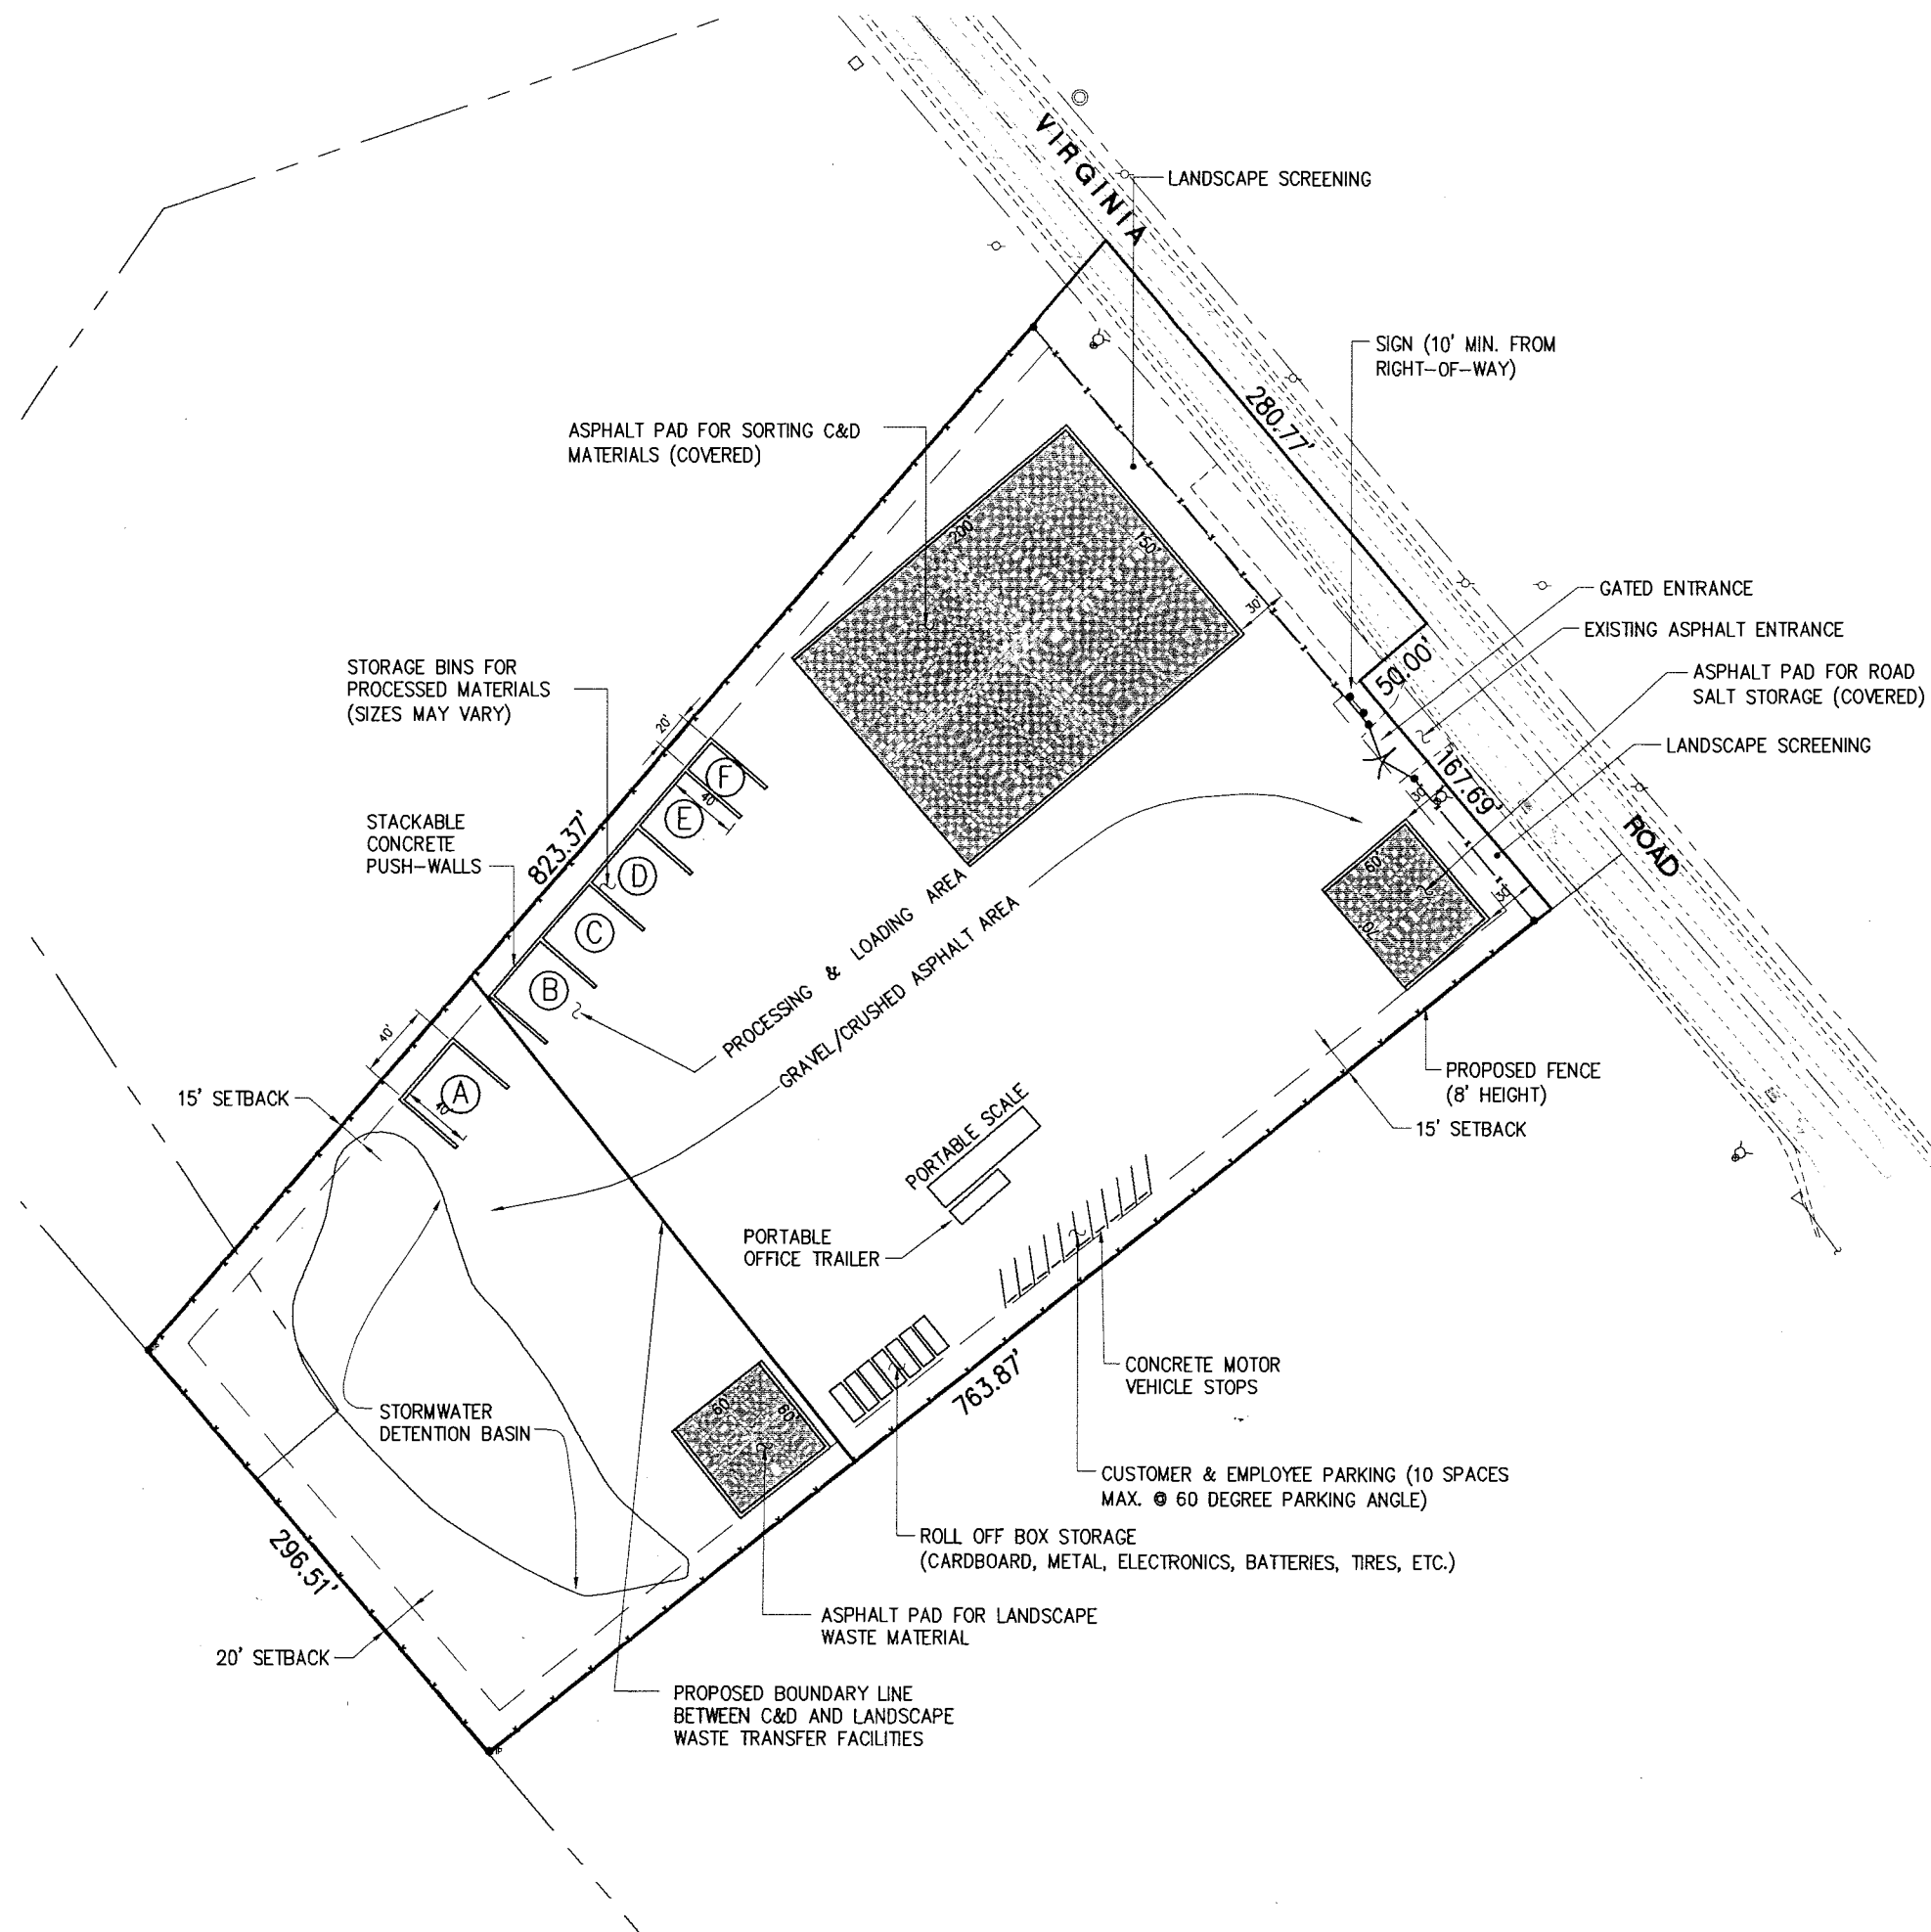 VIRGINIA
LANDSCAPE SCREENING
SIGN (10' MIN. FROM
RIGHT-OF-WAY)
280.77'
ASPHALT PAD FOR SORTING C&D
MATERIALS (COVERED)
200'
150'
30'
GATED ENTRANCE
EXISTING ASPHALT ENTRANCE
50.00'
ASPHALT PAD FOR ROAD
SALT STORAGE (COVERED)
STORAGE BINS FOR
PROCESSED MATERIALS
(SIZES MAY VARY)
20'
LANDSCAPE SCREENING
167.69'
30'
F
40'
E
STACKABLE
CONCRETE
PUSH-WALLS
823.37'
ROAD
60'
D
30'
70'
C
PROCESSING & LOADING AREA
GRAVEL/CRUSHED ASPHALT AREA
B
40'
15' SETBACK
A
40'
PROPOSED FENCE
(8' HEIGHT)
15' SETBACK
PORTABLE SCALE
PORTABLE
OFFICE TRAILER
763.87'
CONCRETE MOTOR
VEHICLE STOPS
STORMWATER
DETENTION BASIN
60'
60'
CUSTOMER & EMPLOYEE PARKING (10 SPACES
MAX. @ 60 DEGREE PARKING ANGLE)
ROLL OFF BOX STORAGE
(CARDBOARD, METAL, ELECTRONICS, BATTERIES, TIRES, ETC.)
296.51'
ASPHALT PAD FOR LANDSCAPE
WASTE MATERIAL
20' SETBACK
PROPOSED BOUNDARY LINE
BETWEEN C&D AND LANDSCAPE
WASTE TRANSFER FACILITIES
IP